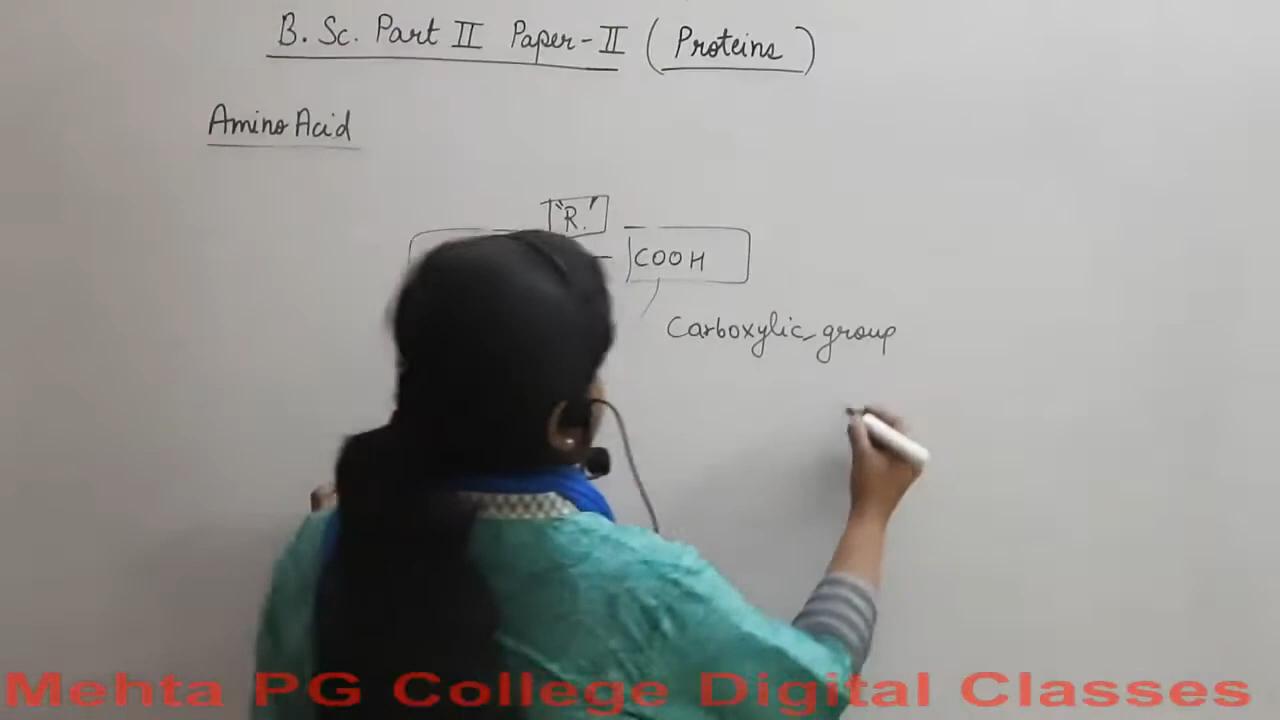 B. Sc. Part II Paper-II (Proteins)
Amino Acid
"R."
COOH
Carboxylic group
Mehta PG College Digital Classes